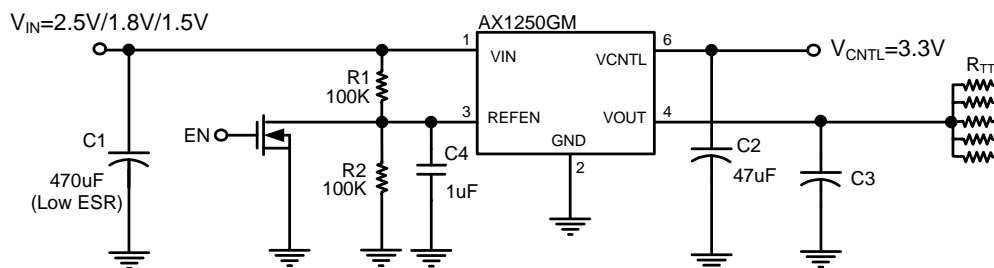 VIN=2.5V/1.8V/1.5V
AX1250GM
1
VIN
VCNTL
6
VCNTL=3.3V
R1
100K
3
REFEN
VOUT
4
RTT
EN
GND
2
C1
470uF
(Low ESR)
R2
100K
C4
1uF
C2
47uF
C3